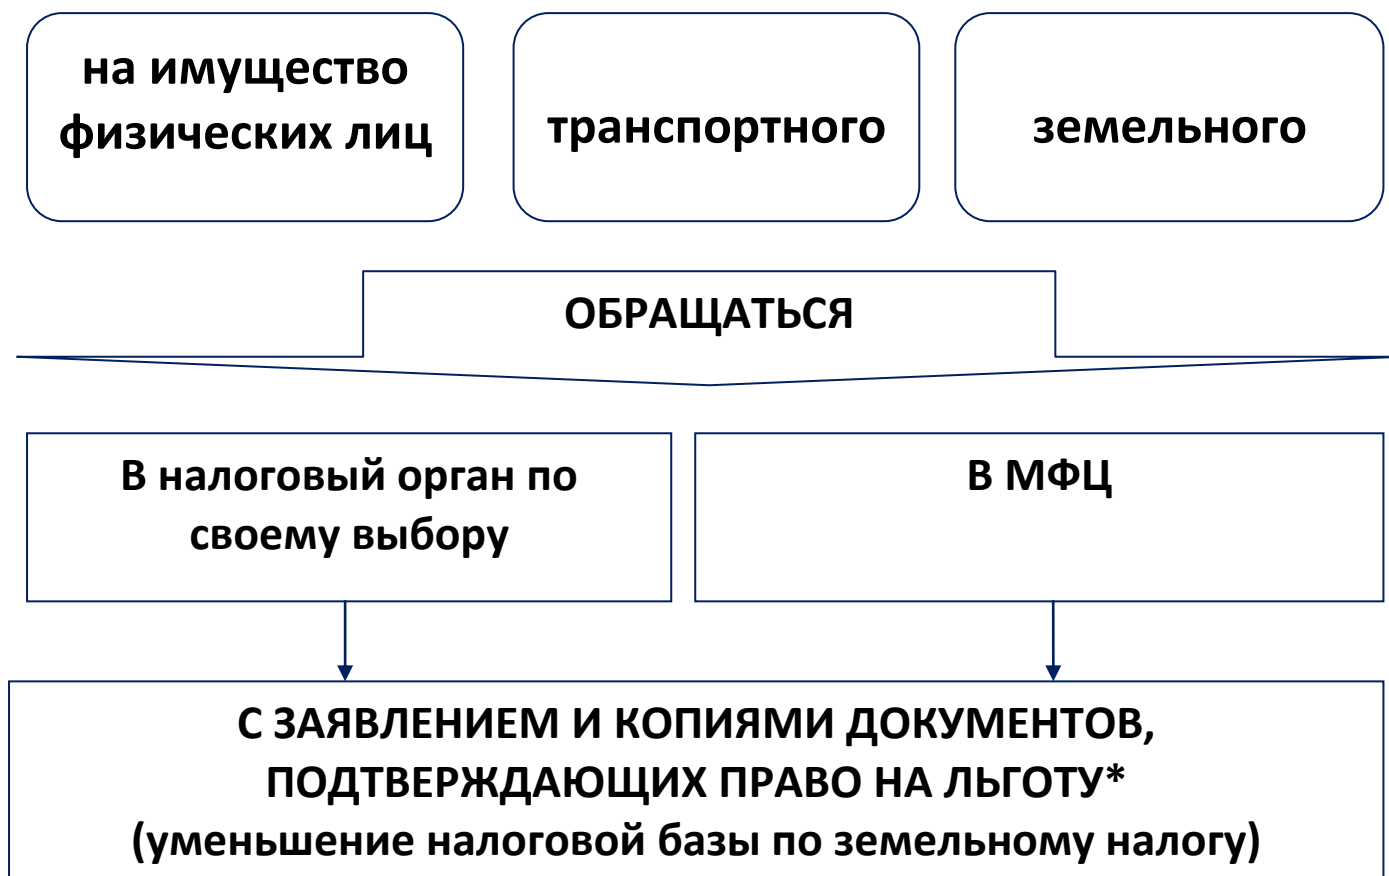 на имущество
физических лиц
транспортного
земельного
ОБРАЩАТЬСЯ
В налоговый орган по
своему выбору
В МФЦ
С ЗАЯВЛЕНИЕМ И КОПИЯМИ ДОКУМЕНТОВ,
ПОДТВЕРЖДАЮЩИХ ПРАВО НА ЛЬГОТУ*
(уменьшение налоговой базы по земельному налогу)